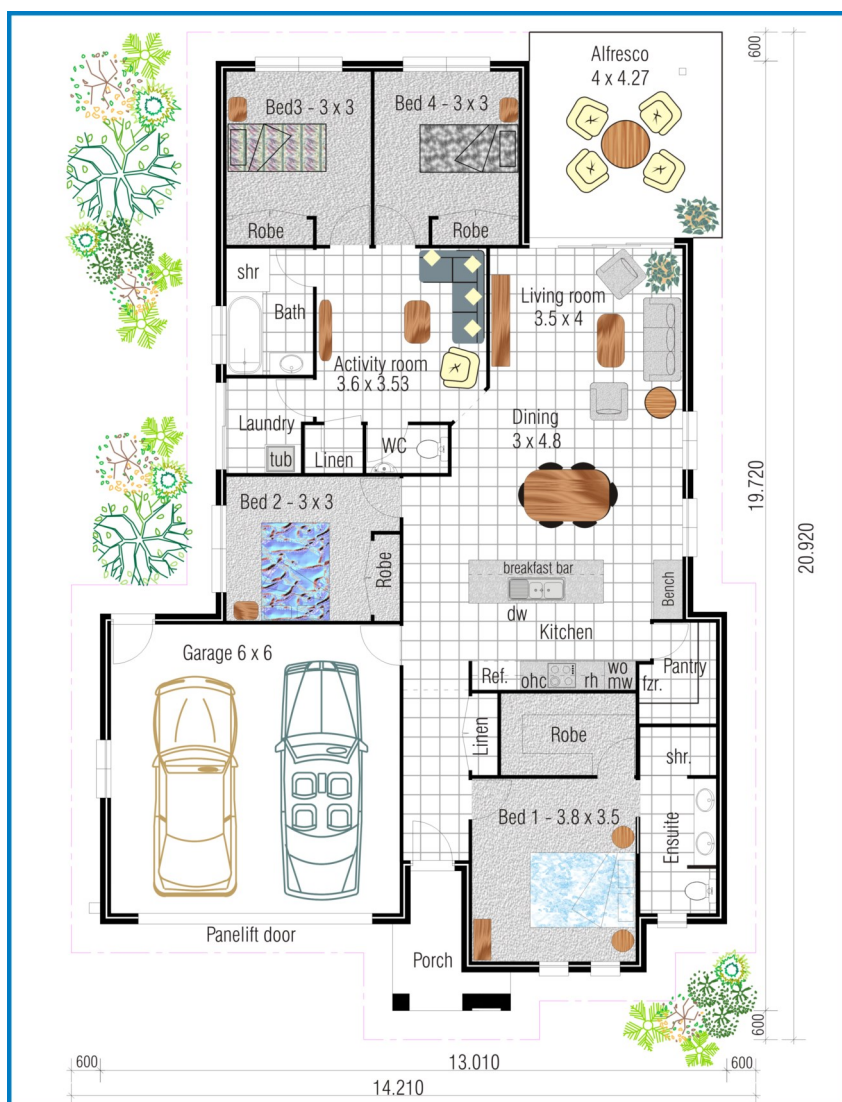 Alfresco
4 x 4.27
600
Bed3 - 3 x 3
Bed 4 - 3 x 3
Robe
Robe
shr
Bath
Living room
3.5 x 4
Activity room
3.6 x 3.53
Laundry
tub
Linen
WC
Dining
3 x 4.8
Bed 2 - 3 x 3
Robe
19.720
20.920
breakfast bar
dw
Bench
Kitchen
Garage 6 x 6
Ref.
ohc
rh
wo
mw
fzr.
Pantry
Linen
Robe
shr.
Bed 1 - 3.8 x 3.5
Ensuite
Panelift door
Porch
600
600
13.010
600
14.210